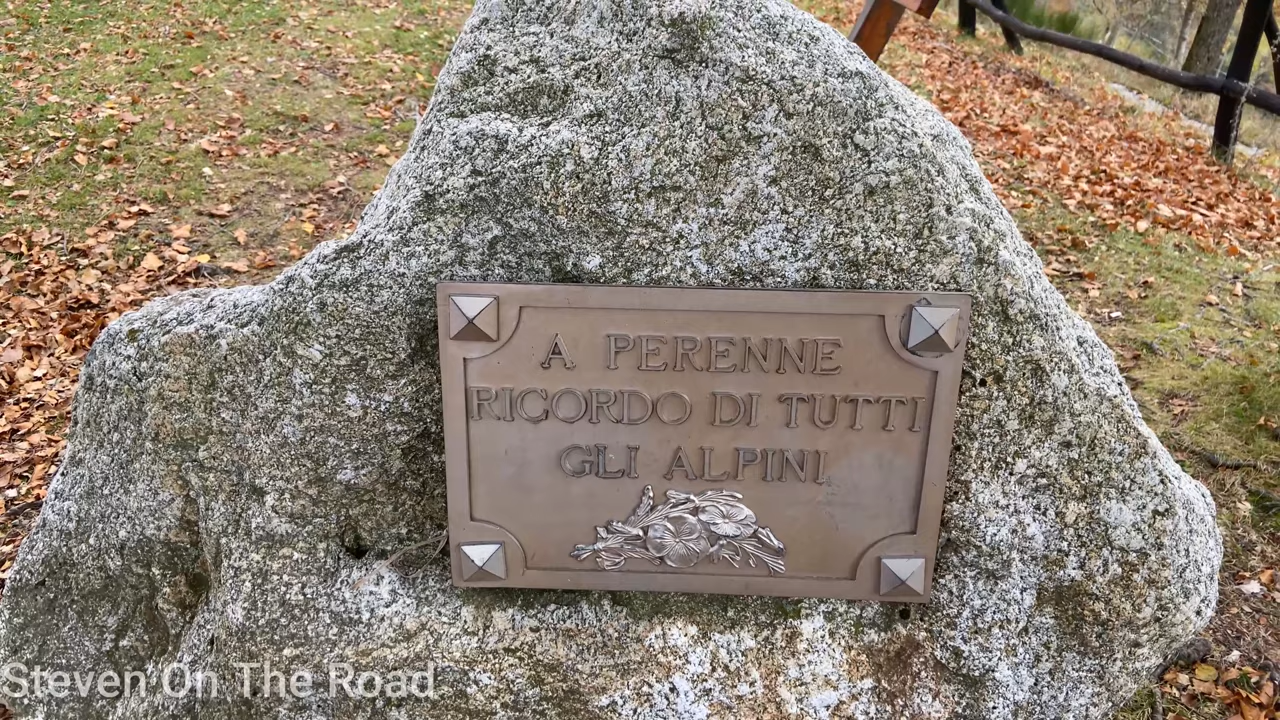 A PERENNE
RICORDO DI TUTTI
GLI ALPINI
Steven On The Road